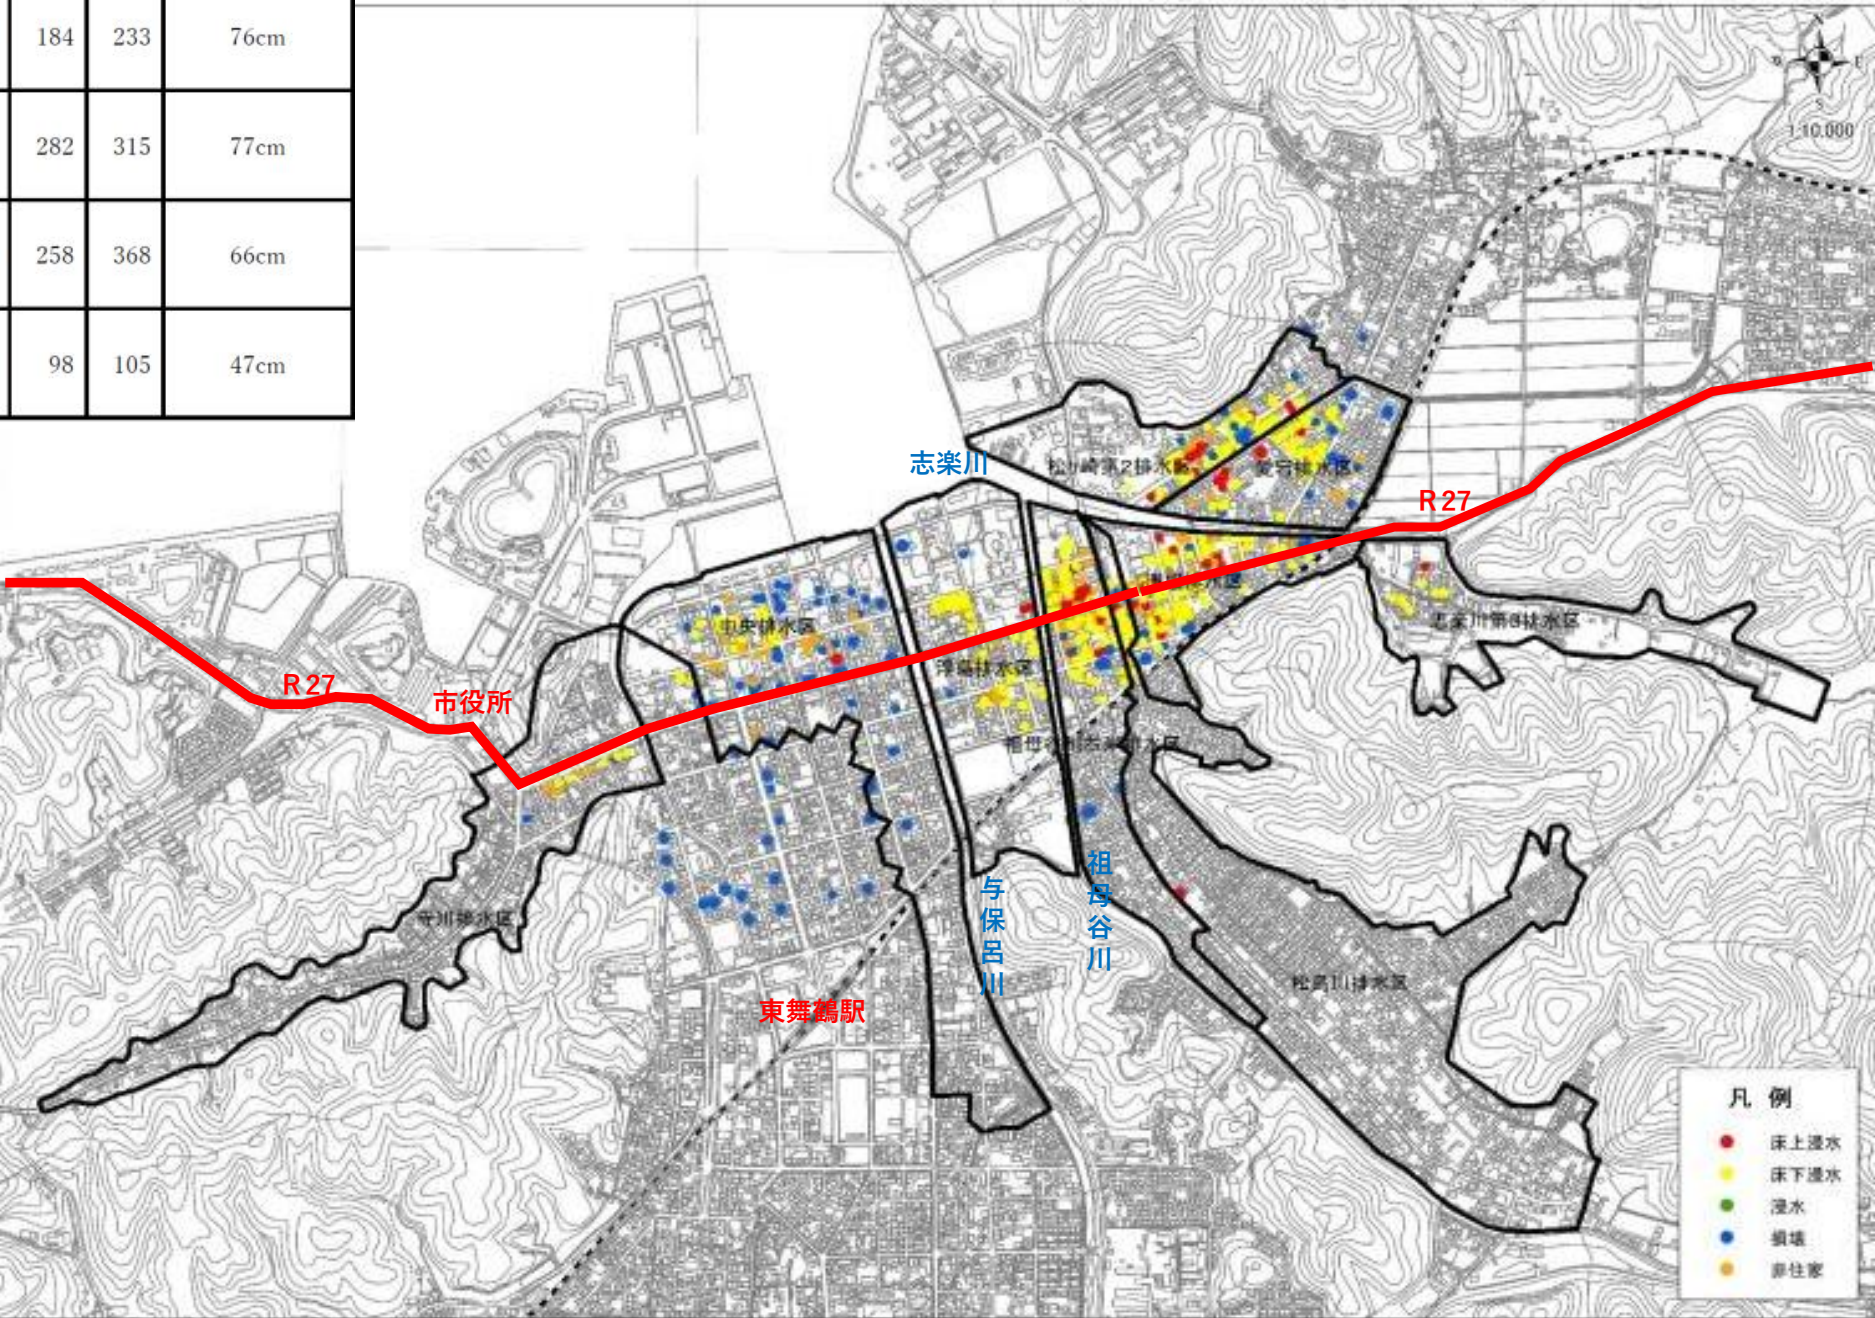 184 233 76cm
282 315 77cm
258 368 66cm
98 105 47cm
N
E
S
1:10,000
志楽川
松ヶ崎第2排水区
愛宕排水区
R27
中央排水区
浮島排水区
志楽川第3排水区
R27
市役所
寺川排水区
与保呂川
祖母谷川
松島川排水区
東舞鶴駅
凡 例
床上浸水
床下浸水
浸水
損壊
非住家